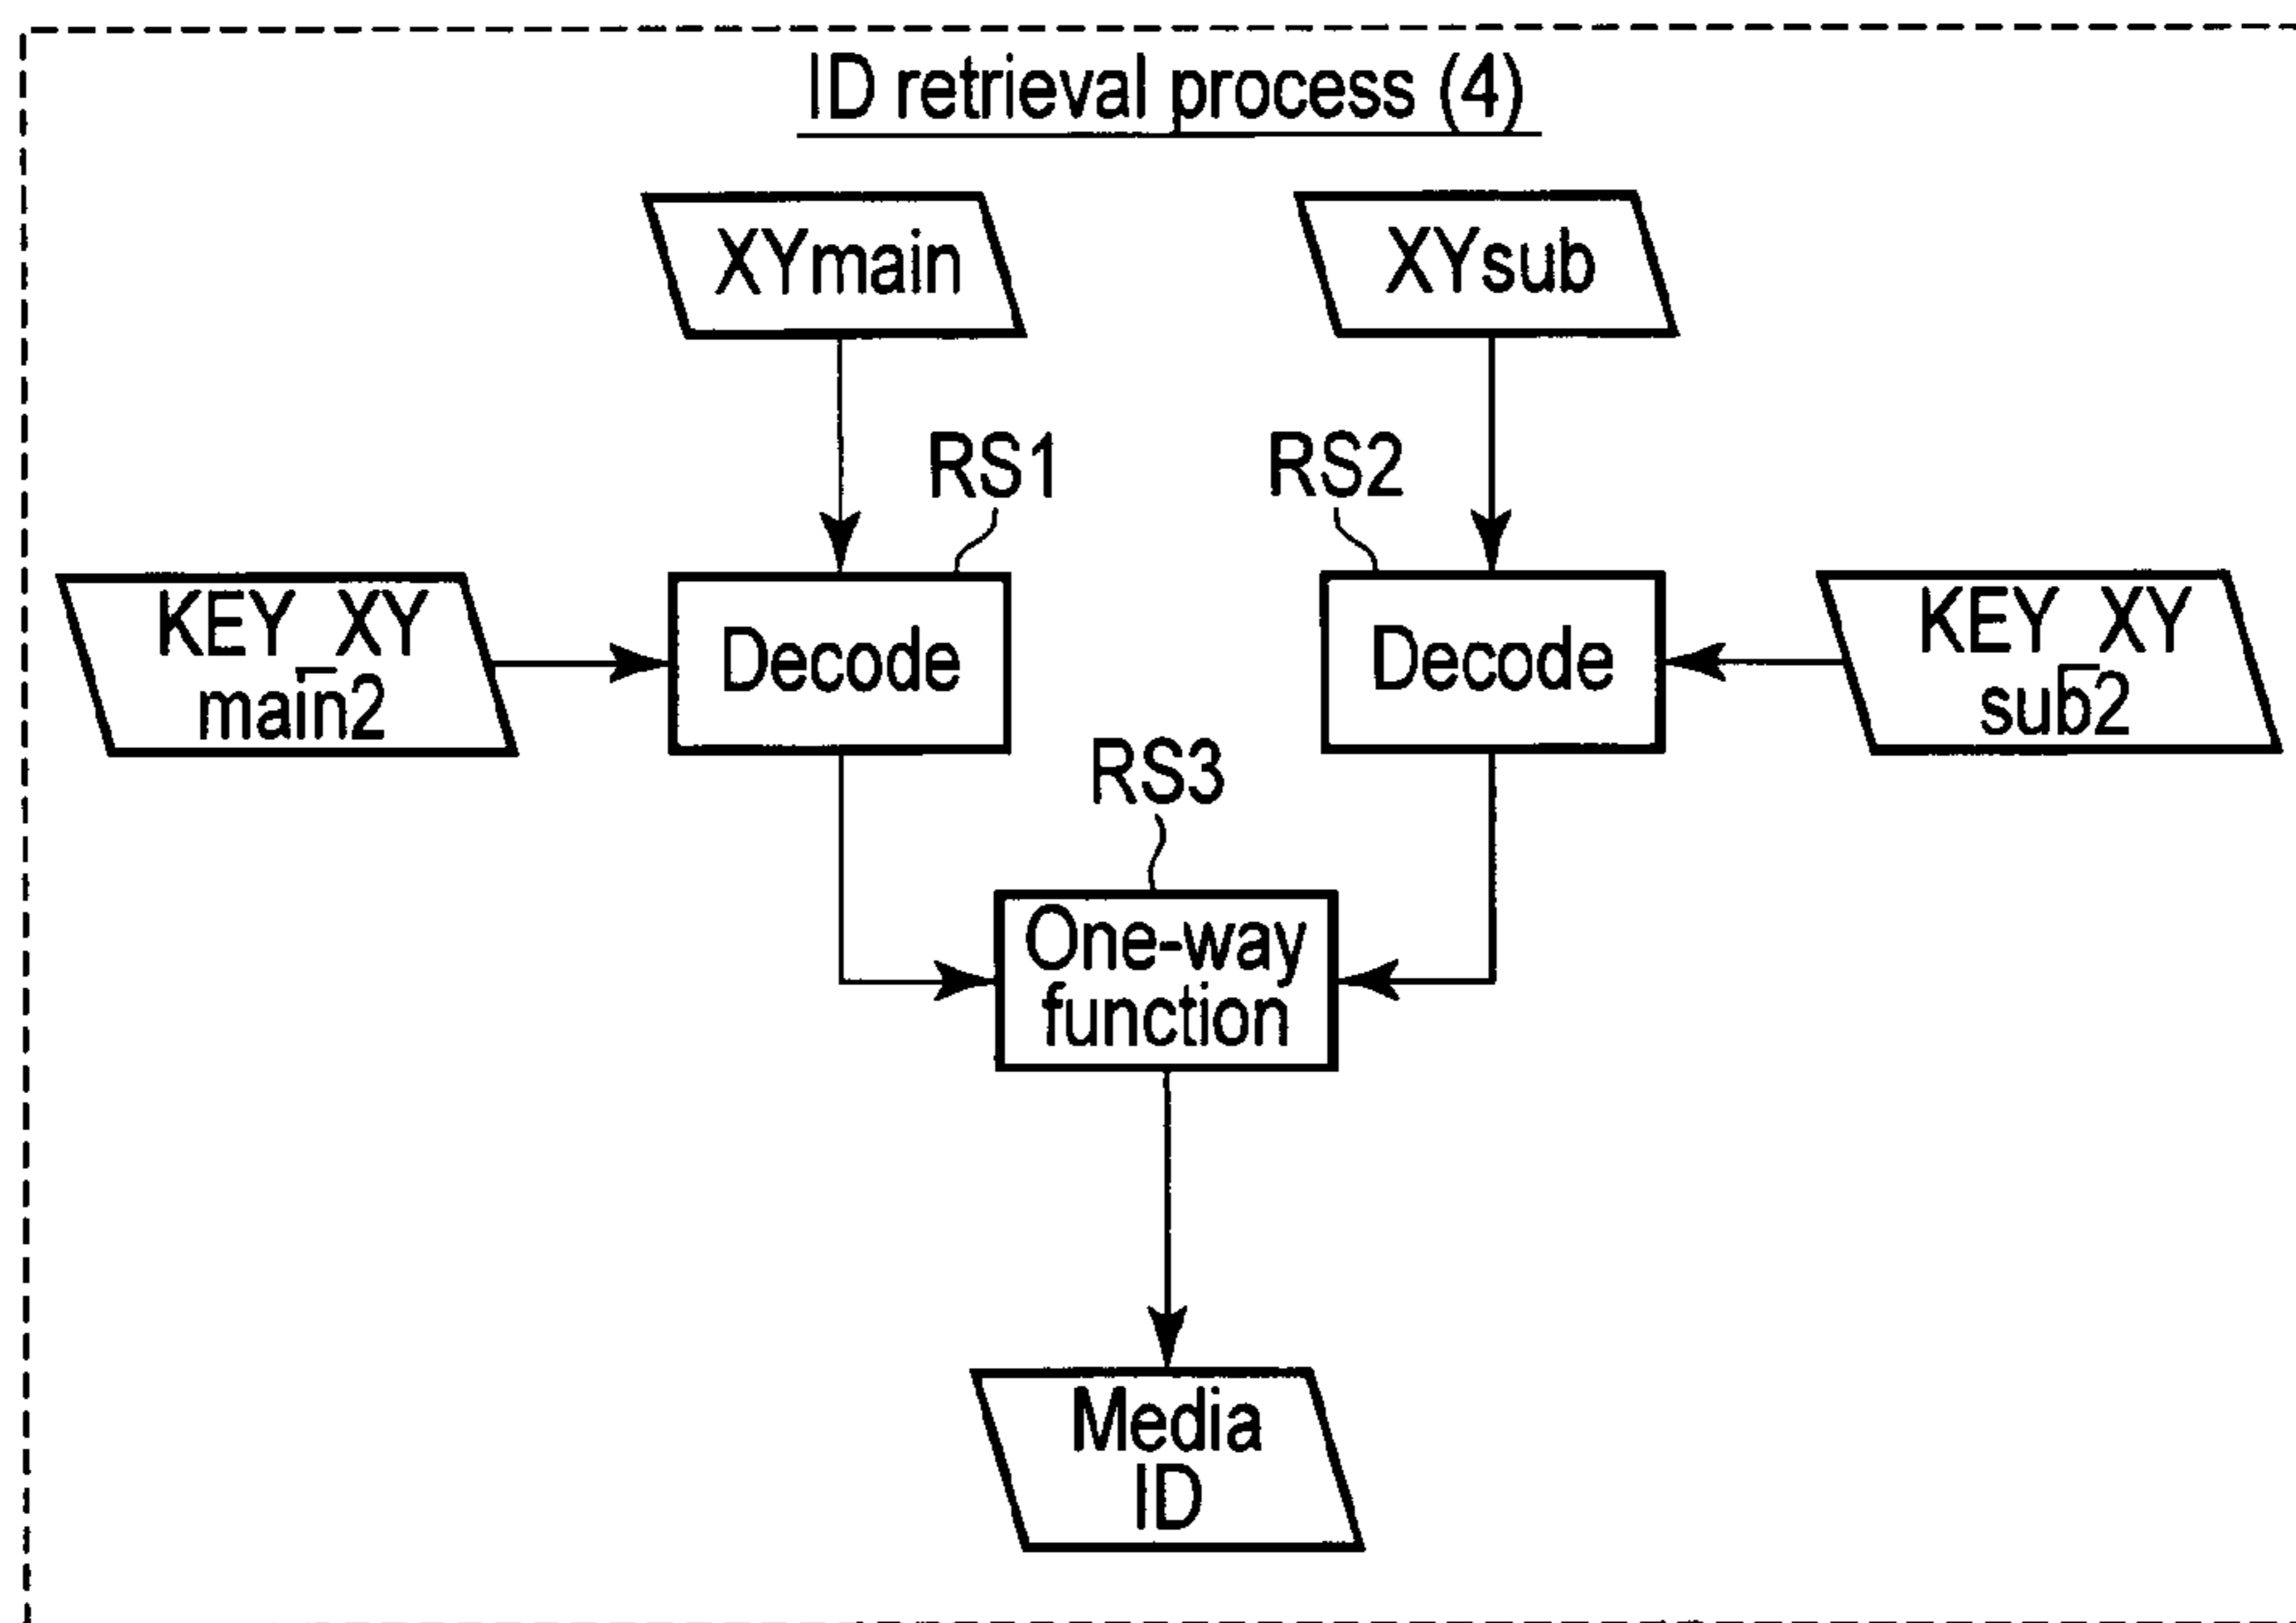 ID retrieval process (4)
XYmain
XYsub
RS1
RS2
KEY_XY
main2
Decode
Decode
KEY_XY
sub2
RS3
One-way
function
Media
ID